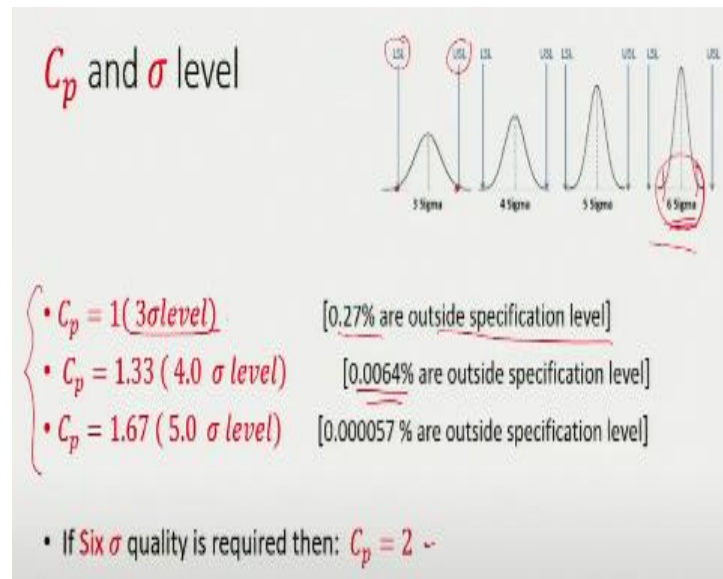 Cp and σ level
LSL USL LSL USL LSL USL LSL USL
3 Sigma 4 Sigma 5 Sigma 6 Sigma
• Cp = 1(3σlevel) [0.27% are outside specification level]
• Cp = 1.33 ( 4.0 σ level) [0.0064% are outside specification level]
• Cp = 1.67 ( 5.0 σ level) [0.000057 % are outside specification level]
• If Six σ quality is required then: Cp = 2